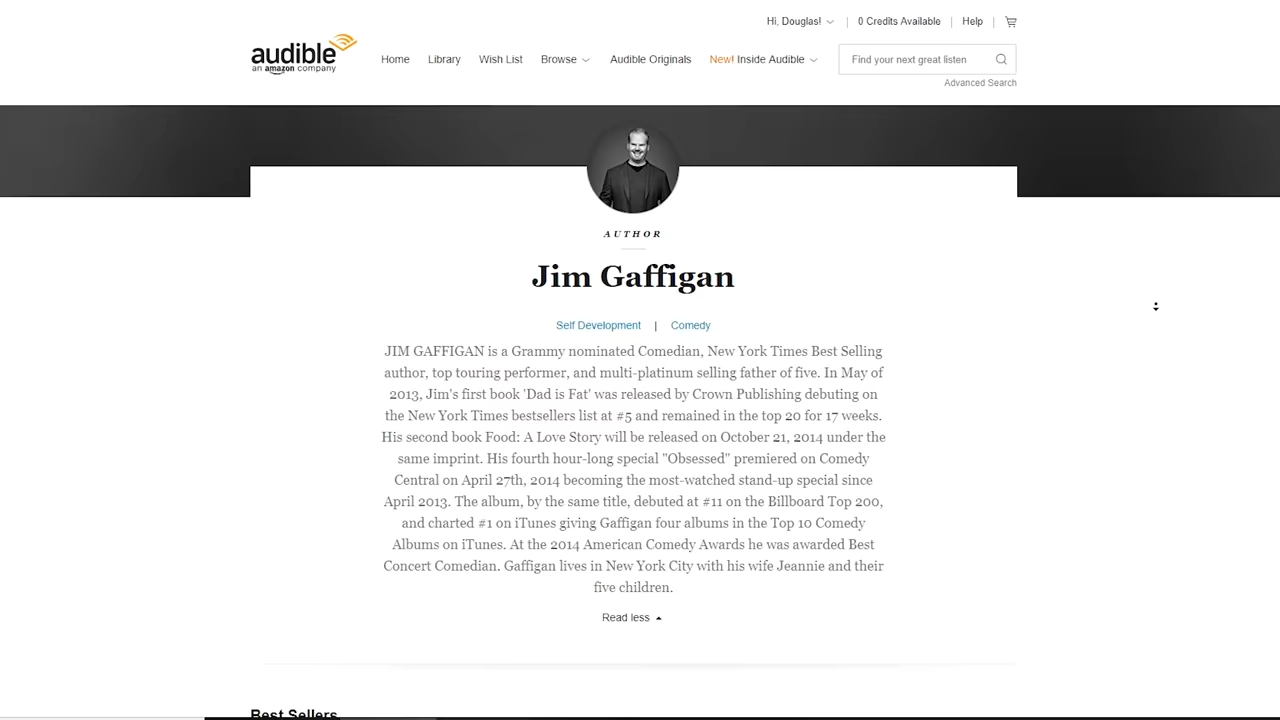 Hi, Douglas!
0 Credits Available
Help
audible
an amazon company
Home
Library
Wish List
Browse
Audible Originals
New! Inside Audible
Find your next great listen
Advanced Search
AUTHOR
Jim Gaffigan
Self Development | Comedy
JIM GAFFIGAN is a Grammy nominated Comedian, New York Times Best Selling
author, top touring performer, and multi-platinum selling father of five. In May of
2013, Jim's first book 'Dad is Fat' was released by Crown Publishing debuting on
the New York Times bestsellers list at #5 and remained in the top 20 for 17 weeks.
His second book Food: A Love Story will be released on October 21, 2014 under the
same imprint. His fourth hour-long special "Obsessed" premiered on Comedy
Central on April 27th, 2014 becoming the most-watched stand-up special since
April 2013. The album, by the same title, debuted at #11 on the Billboard Top 200,
and charted #1 on iTunes giving Gaffigan four albums in the Top 10 Comedy
Albums on iTunes. At the 2014 American Comedy Awards he was awarded Best
Concert Comedian. Gaffigan lives in New York City with his wife Jeannie and their
five children.
Read less
Best Sellers